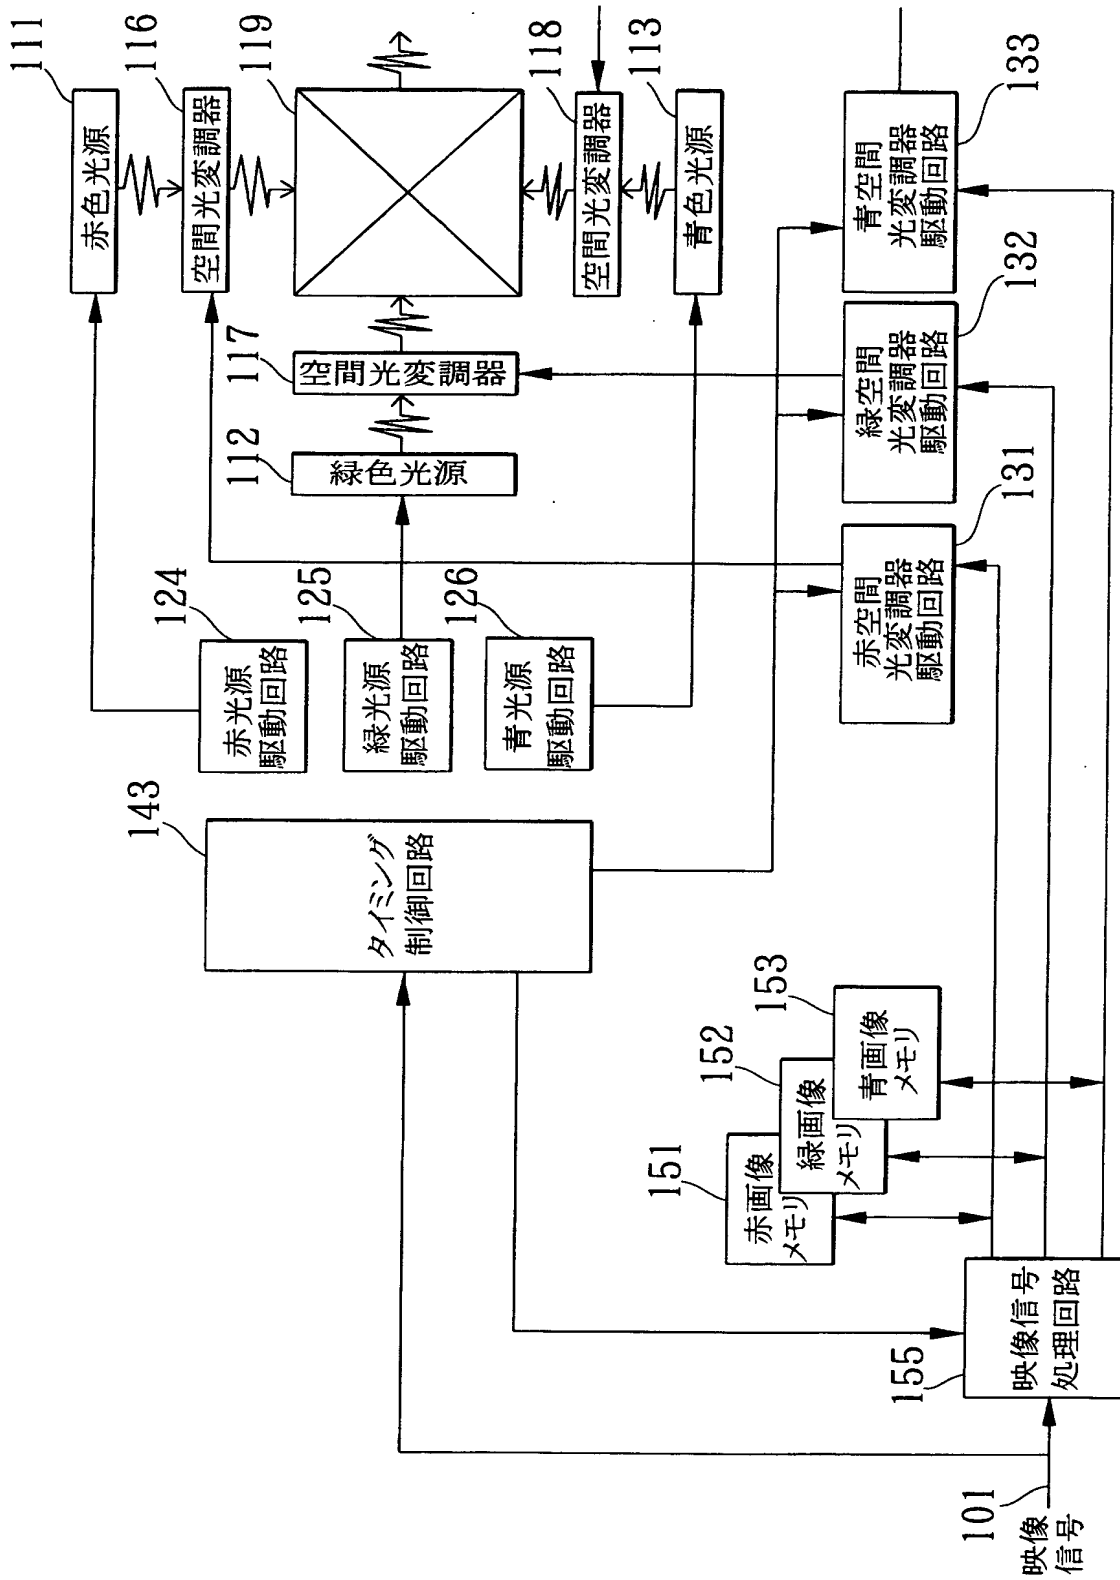 111
赤色光源
116
空間光変調器
119
118
空間光変調器
113
青色光源
117
空間光変調器
112
緑色光源
124
赤光源
駆動回路
125
緑光源
駆動回路
126
青光源
駆動回路
133
青空間
光変調器
駆動回路
132
緑空間
光変調器
駆動回路
131
赤空間
光変調器
駆動回路
143
タイミング
制御回路
151
赤画像
メモリ
152
緑画像
メモリ
153
青画像
メモリ
155
映像信号
処理回路
101
映像
信号